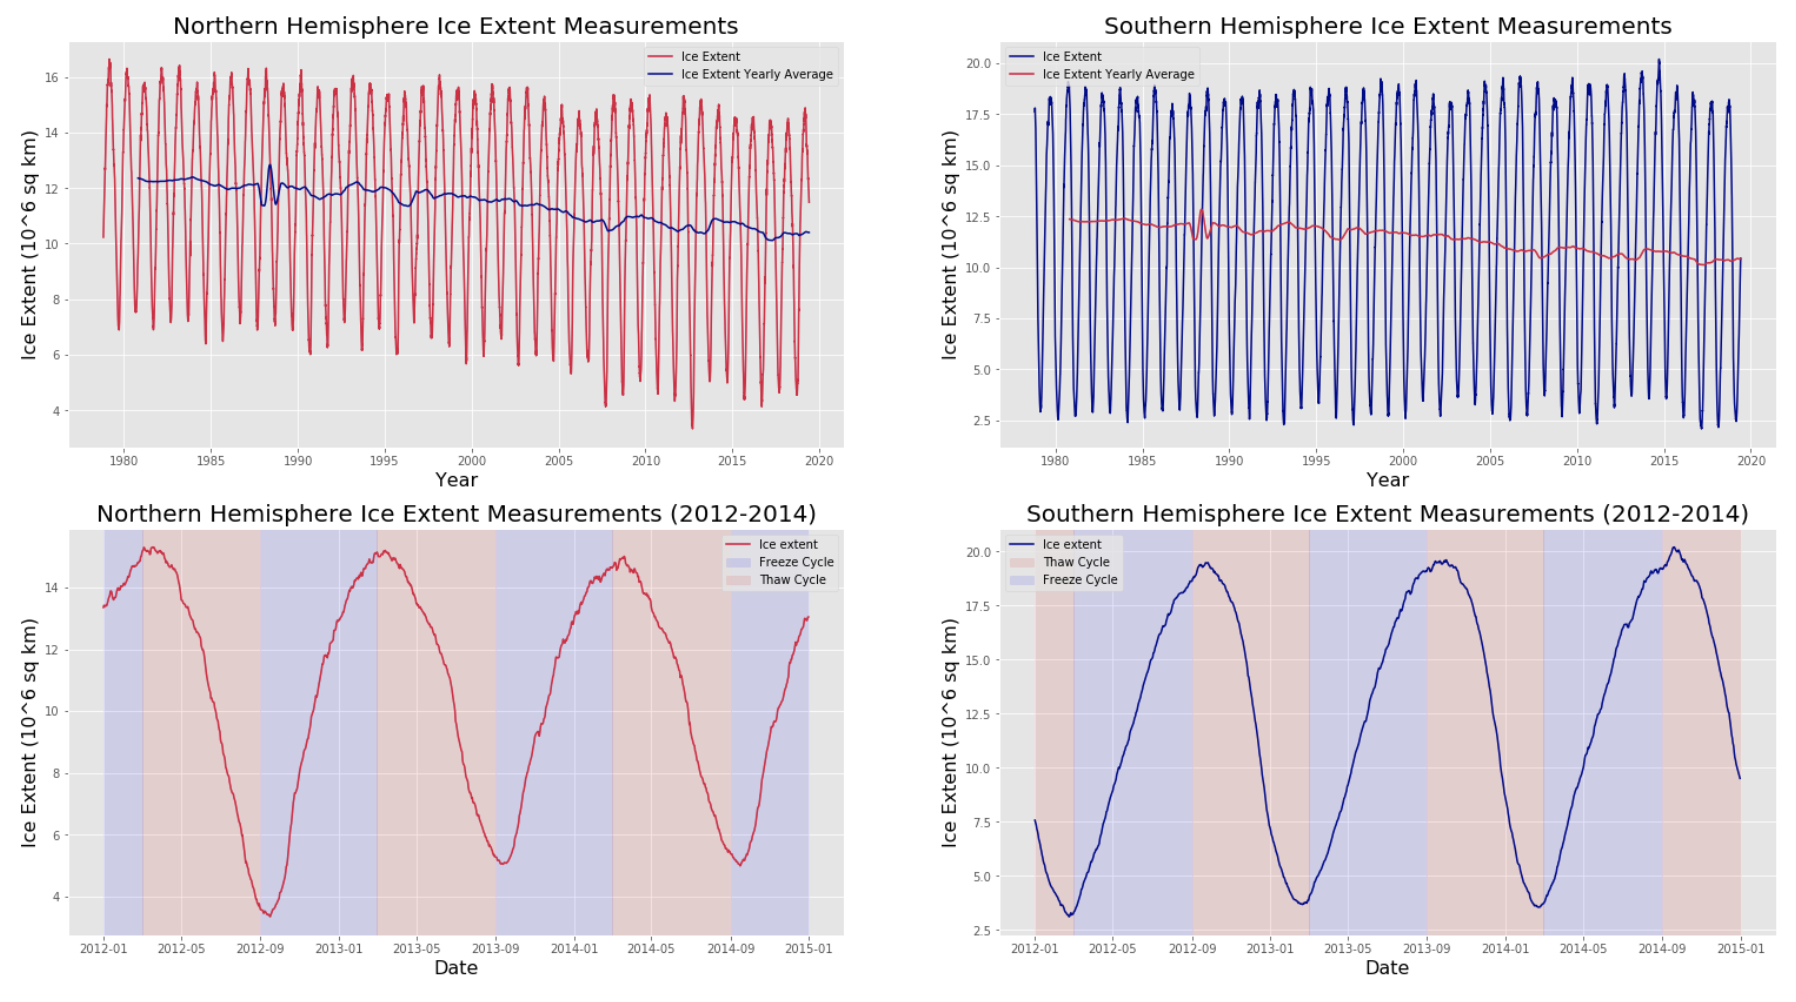 Northern Hemisphere Ice Extent Measurements
Ice Extent
Ice Extent Yearly Average
Ice Extent (10^6 sq km)
16
14
12
10
8
6
4
1980 1985 1990 1995 2000 2005 2010 2015 2020
Year
Southern Hemisphere Ice Extent Measurements
Ice Extent
Ice Extent Yearly Average
Ice Extent (10^6 sq km)
20.0
17.5
15.0
12.5
10.0
7.5
5.0
2.5
1980 1985 1990 1995 2000 2005 2010 2015 2020
Year
Northern Hemisphere Ice Extent Measurements (2012-2014)
Ice extent
Freeze Cycle
Thaw Cycle
Ice Extent (10^6 sq km)
14
12
10
8
6
4
2012-01 2012-05 2012-09 2013-01 2013-05 2013-09 2014-01 2014-05 2014-09 2015-01
Date
Southern Hemisphere Ice Extent Measurements (2012-2014)
Ice extent
Thaw Cycle
Freeze Cycle
Ice Extent (10^6 sq km)
20.0
17.5
15.0
12.5
10.0
7.5
5.0
2.5
2012-01 2012-05 2012-09 2013-01 2013-05 2013-09 2014-01 2014-05 2014-09 2015-01
Date